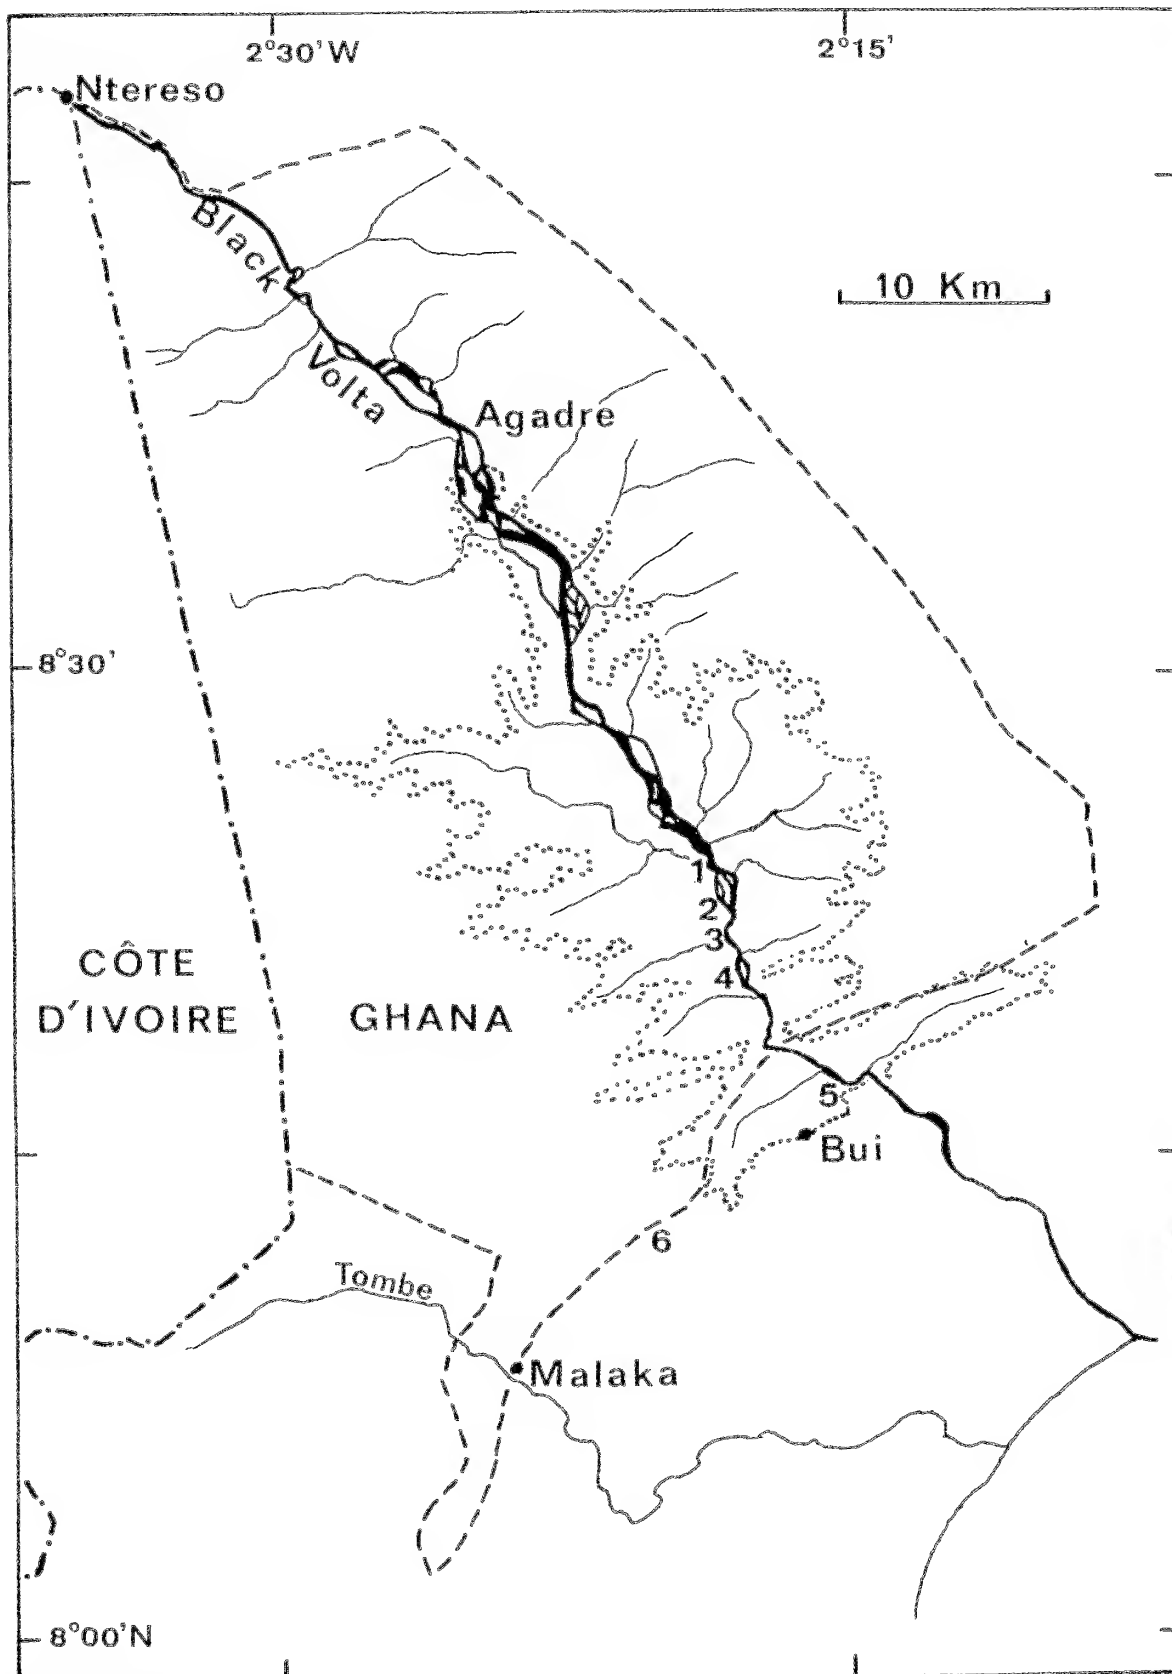 2°30'W
2°15'
Ntereso
Black
Volta
10 Km
Agadre
8°30'
1
2
3
4
CÔTE
D'IVOIRE
GHANA
5
Bui
6
Tombe
Malaka
8°00'N